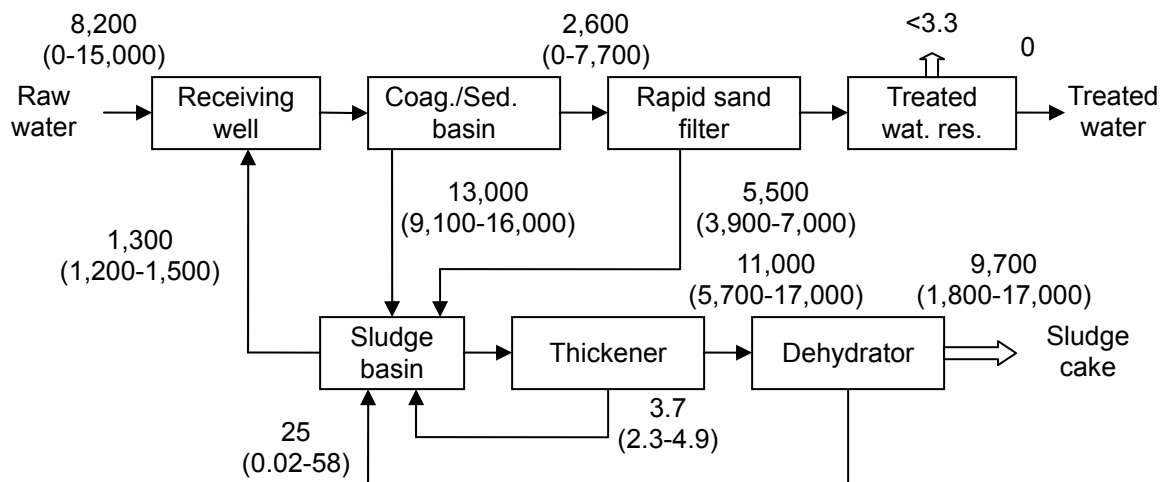 8,200
(0-15,000)
2,600
(0-7,700)
<3.3
0
Raw
water
Receiving
well
Coag./Sed.
basin
Rapid sand
filter
Treated
wat. res.
Treated
water
13,000
(9,100-16,000)
5,500
(3,900-7,000)
1,300
(1,200-1,500)
11,000
(5,700-17,000)
9,700
(1,800-17,000)
Sludge
basin
Thickener
Dehydrator
Sludge
cake
3.7
(2.3-4.9)
25
(0.02-58)